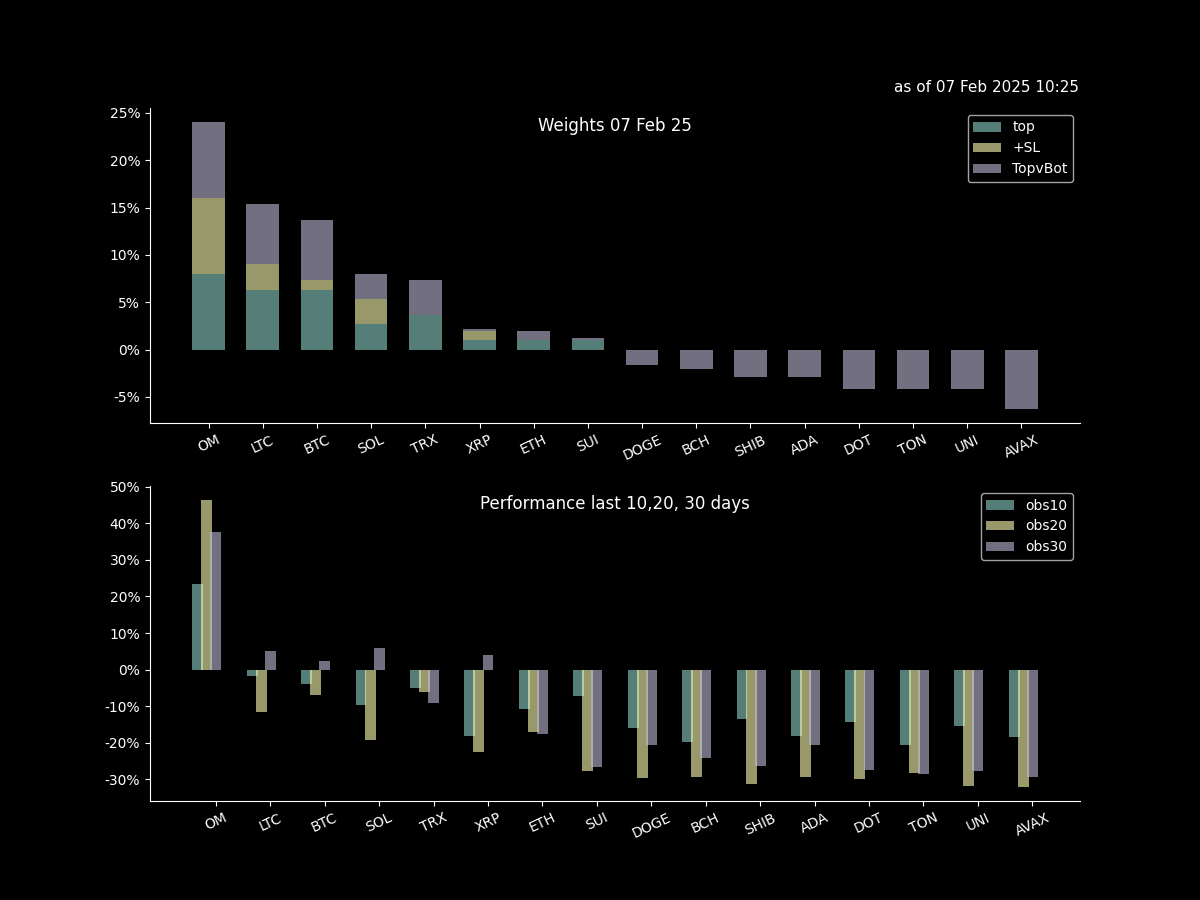 as of 07 Feb 2025 10:25
Weights 07 Feb 25
top
+SL
TopvBot
25%
20%
15%
10%
5%
0%
-5%
OM LTC BTC SOL TRX XRP ETH SUI DOGE BCH SHIB ADA DOT TON UNI AVAX
Performance last 10,20, 30 days
obs10
obs20
obs30
50%
40%
30%
20%
10%
0%
-10%
-20%
-30%
OM LTC BTC SOL TRX XRP ETH SUI DOGE BCH SHIB ADA DOT TON UNI AVAX